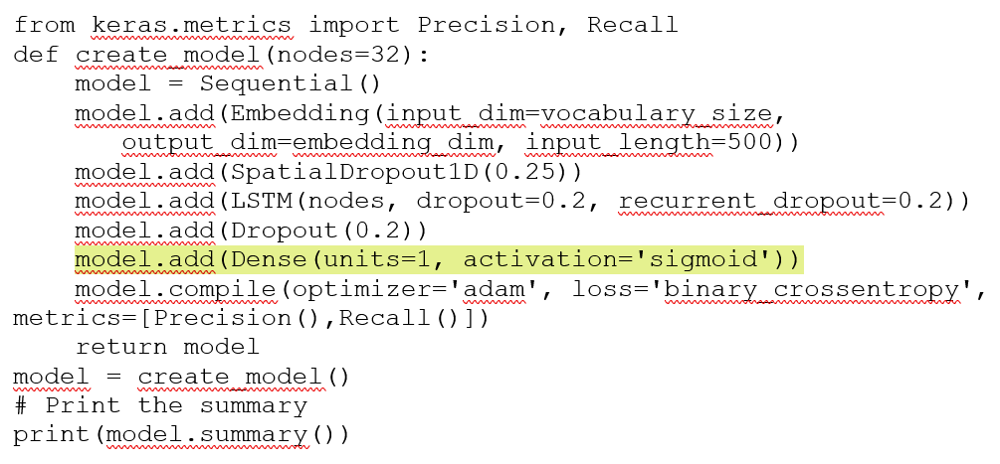 from keras.metrics import Precision, Recall
def create_model(nodes=32):
    model = Sequential()
    model.add(Embedding(input_dim=vocabulary_size,
       output_dim=embedding_dim, input_length=500))
    model.add(SpatialDropout1D(0.25))
    model.add(LSTM(nodes, dropout=0.2, recurrent_dropout=0.2))
    model.add(Dropout(0.2))
    model.add(Dense(units=1, activation='sigmoid'))
    model.compile(optimizer='adam', loss='binary_crossentropy',
metrics=[Precision(),Recall()])
    return model
model = create_model()
# Print the summary
print(model.summary())